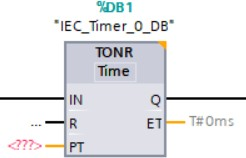 %DB1
"IEC_Timer_0_DB"
TONR
Time
IN Q
... R ET T#0ms
<???> PT